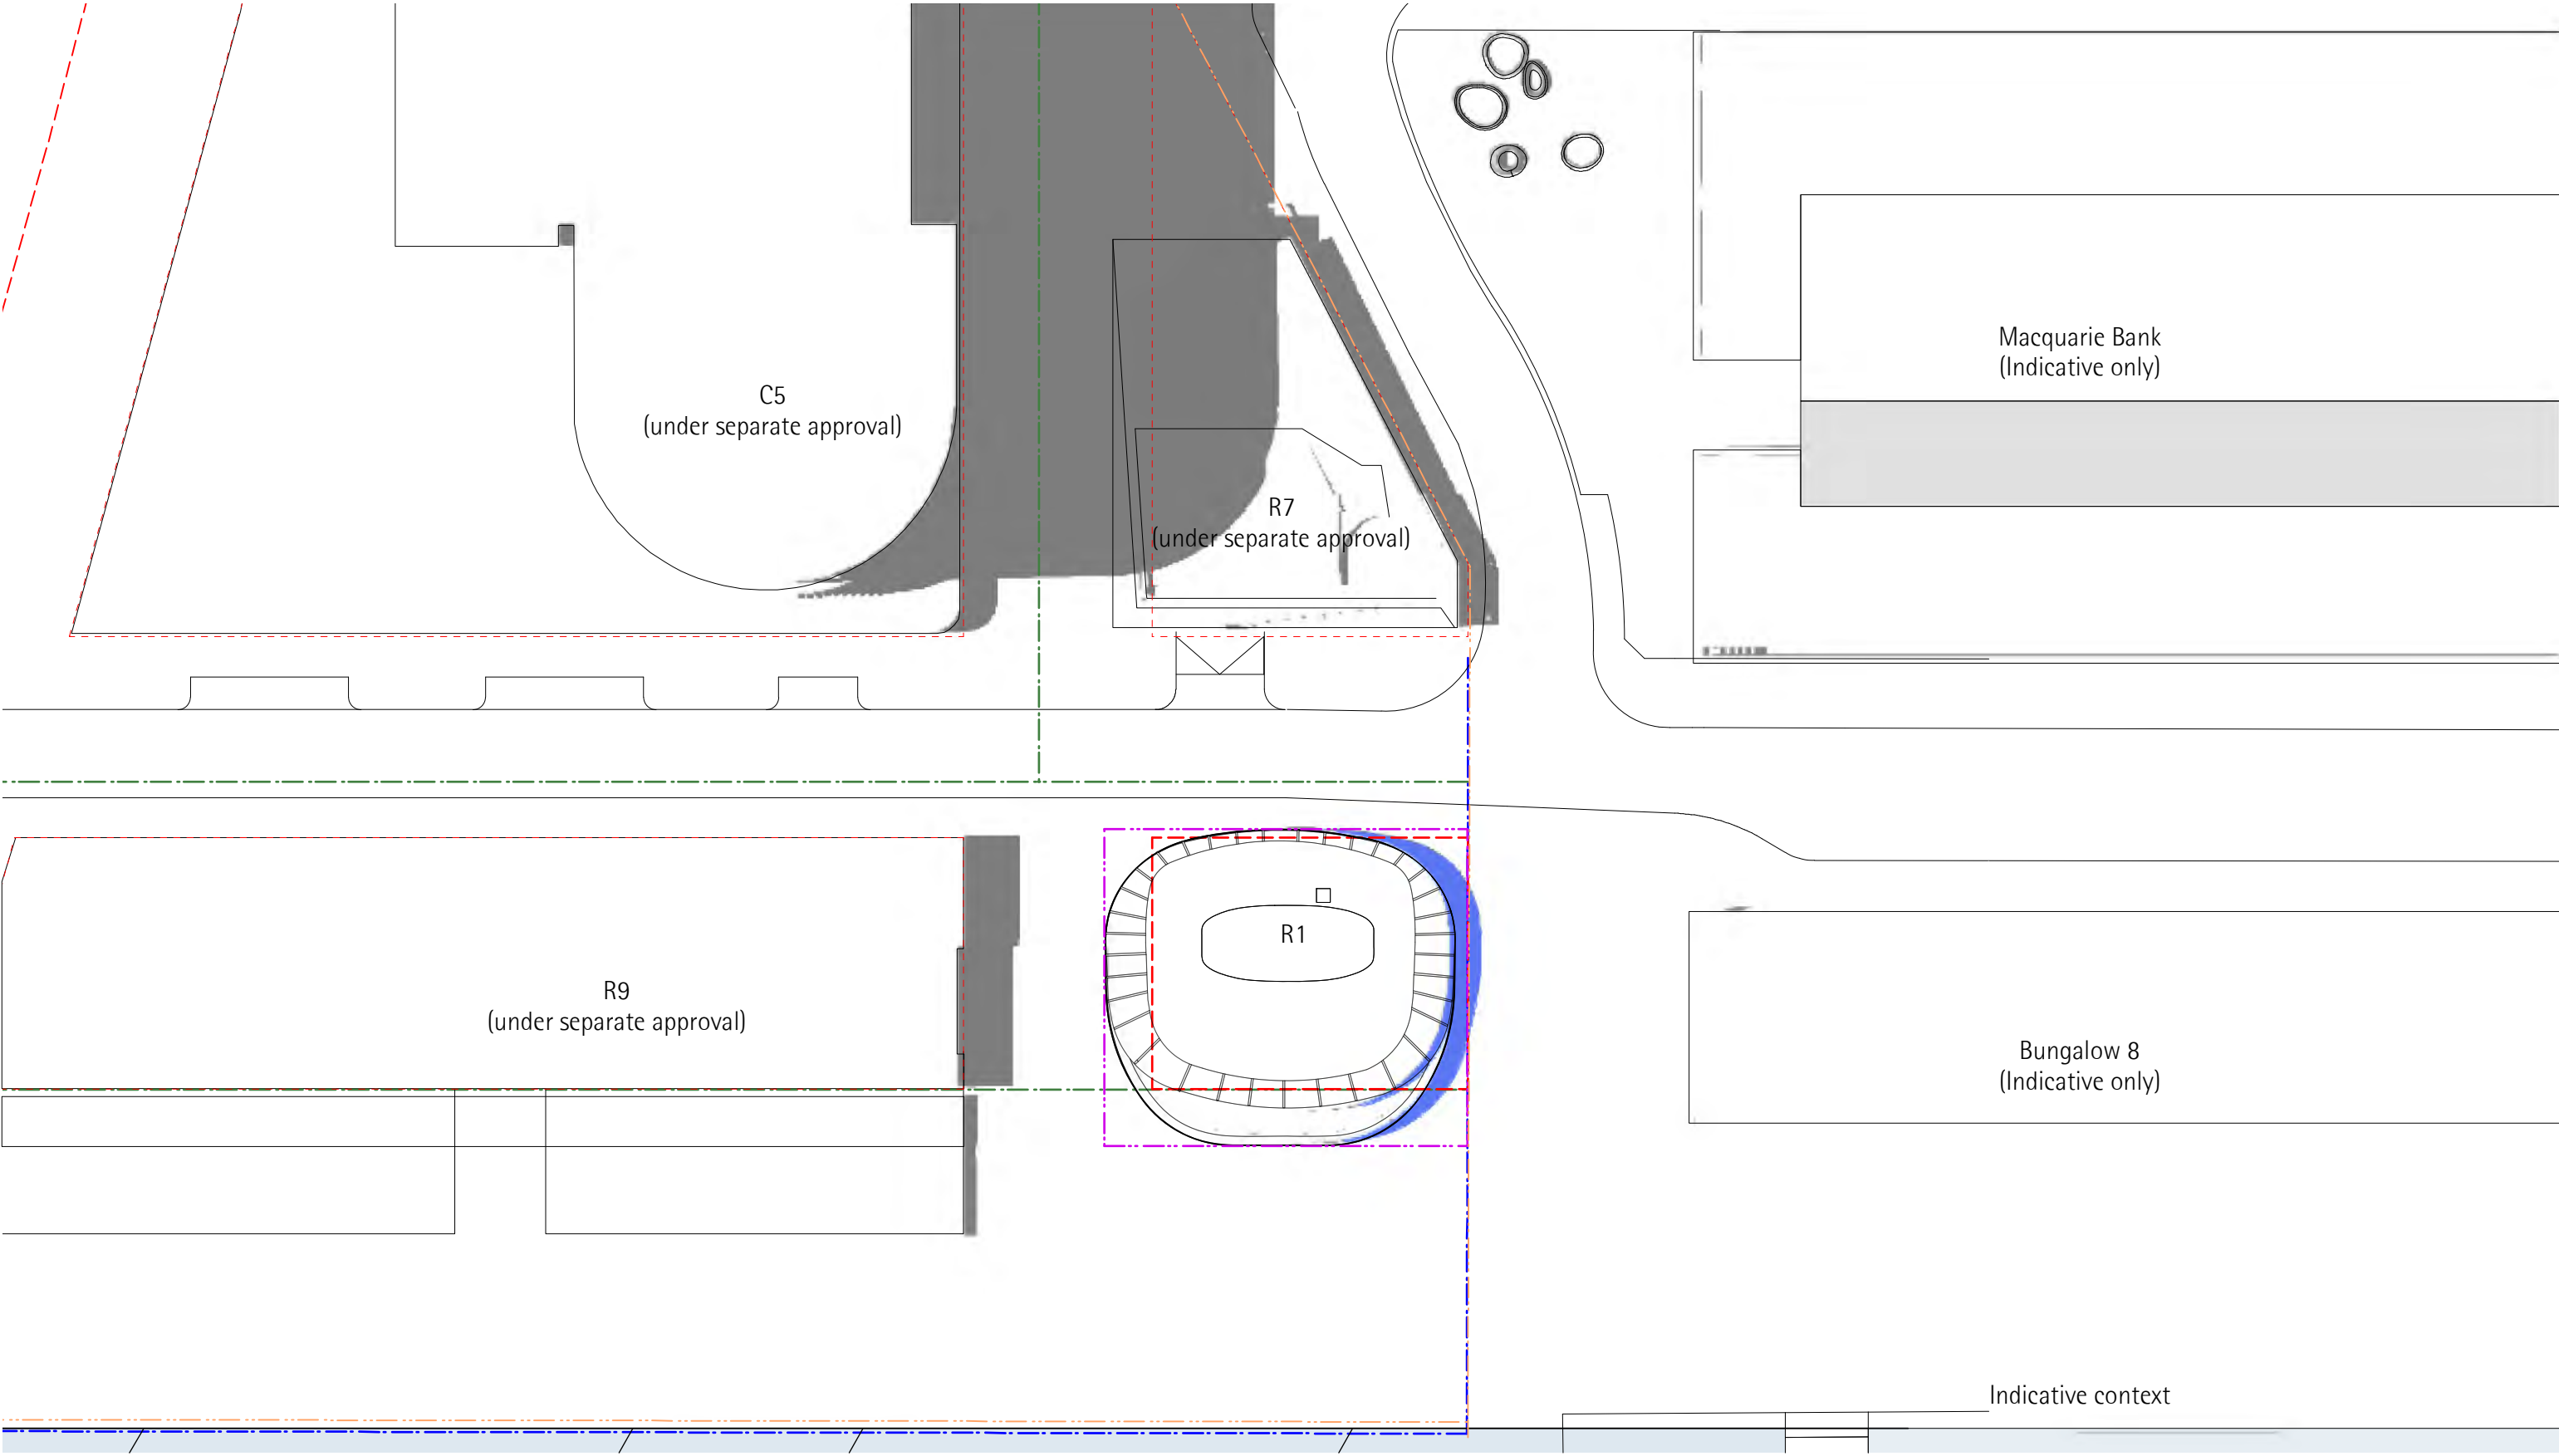 Macquarie Bank
(Indicative only)
C5
(under separate approval)
R7
(under separate approval)
R1
R9
(under separate approval)
Bungalow 8
(Indicative only)
Indicative context